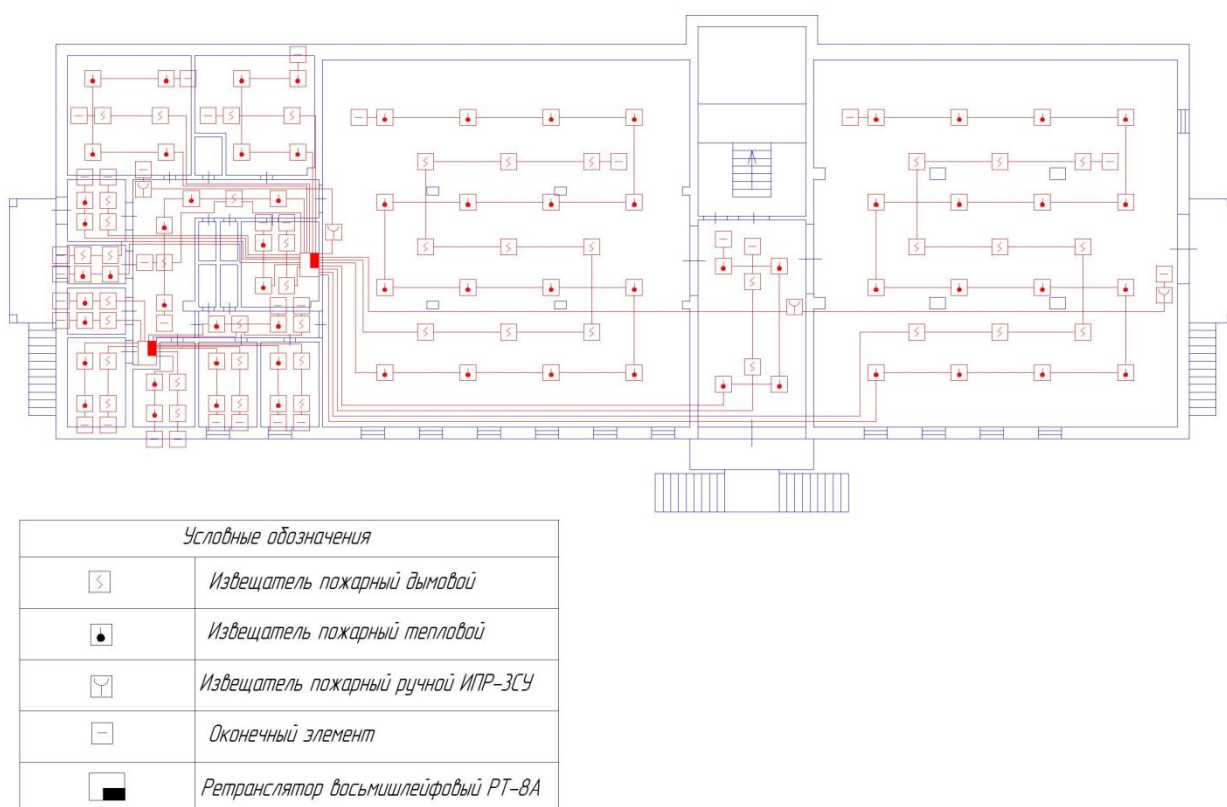 Условные обозначения
Извещатель пожарный дымовой
Извещатель пожарный тепловой
Извещатель пожарный ручной ИПР-3СУ
Оконечный элемент
Ретранслятор восьмишлейфовый РТ-8А